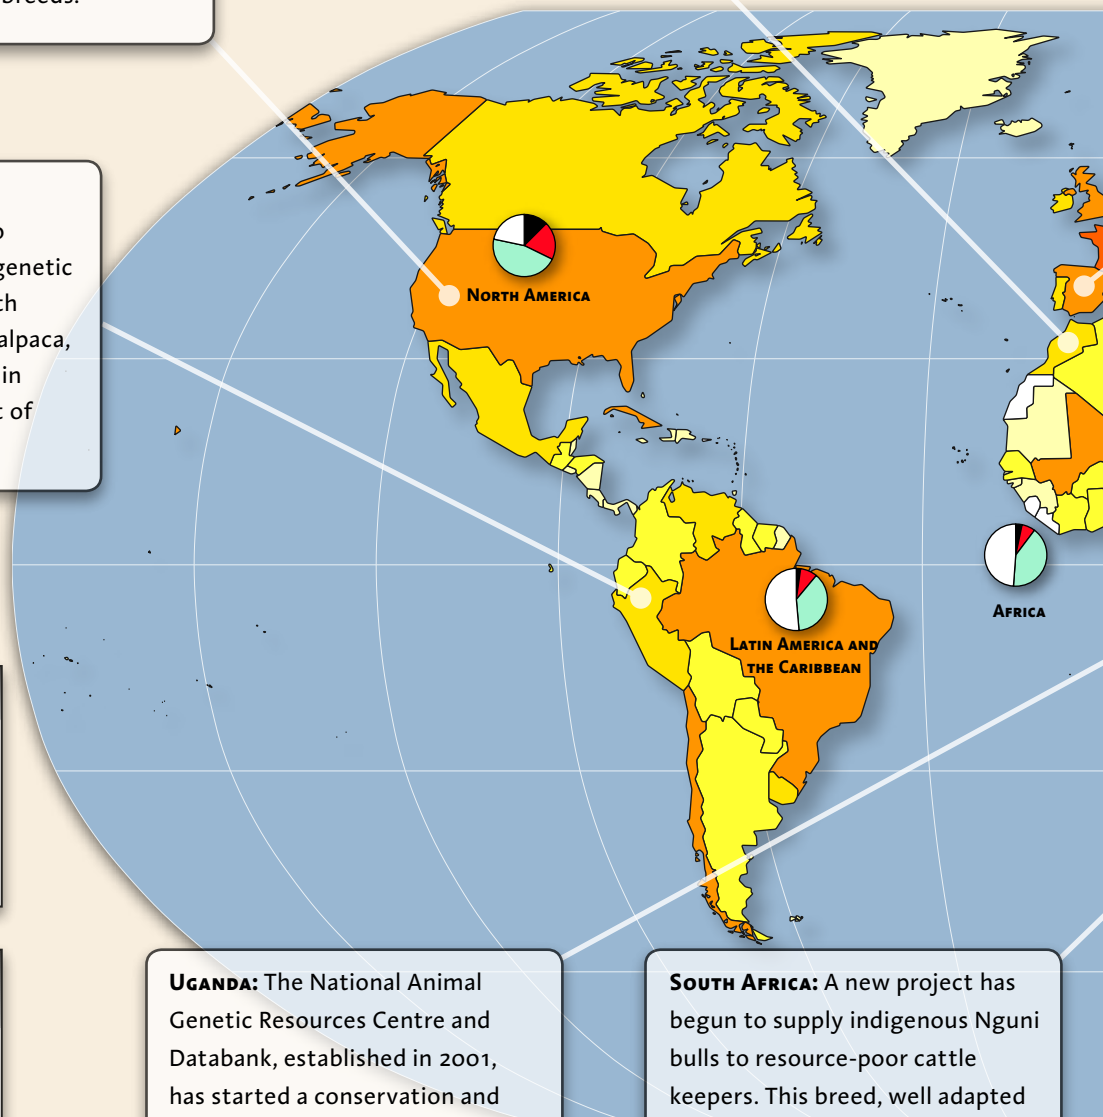 breeds.
genetic
alpaca,
in
of
North America
Africa
Latin America and
the Caribbean
Uganda: The National Animal
Genetic Resources Centre and
Databank, established in 2001,
has started a conservation and
South Africa: A new project has
begun to supply indigenous Nguni
bulls to resource-poor cattle
keepers. This breed, well adapted